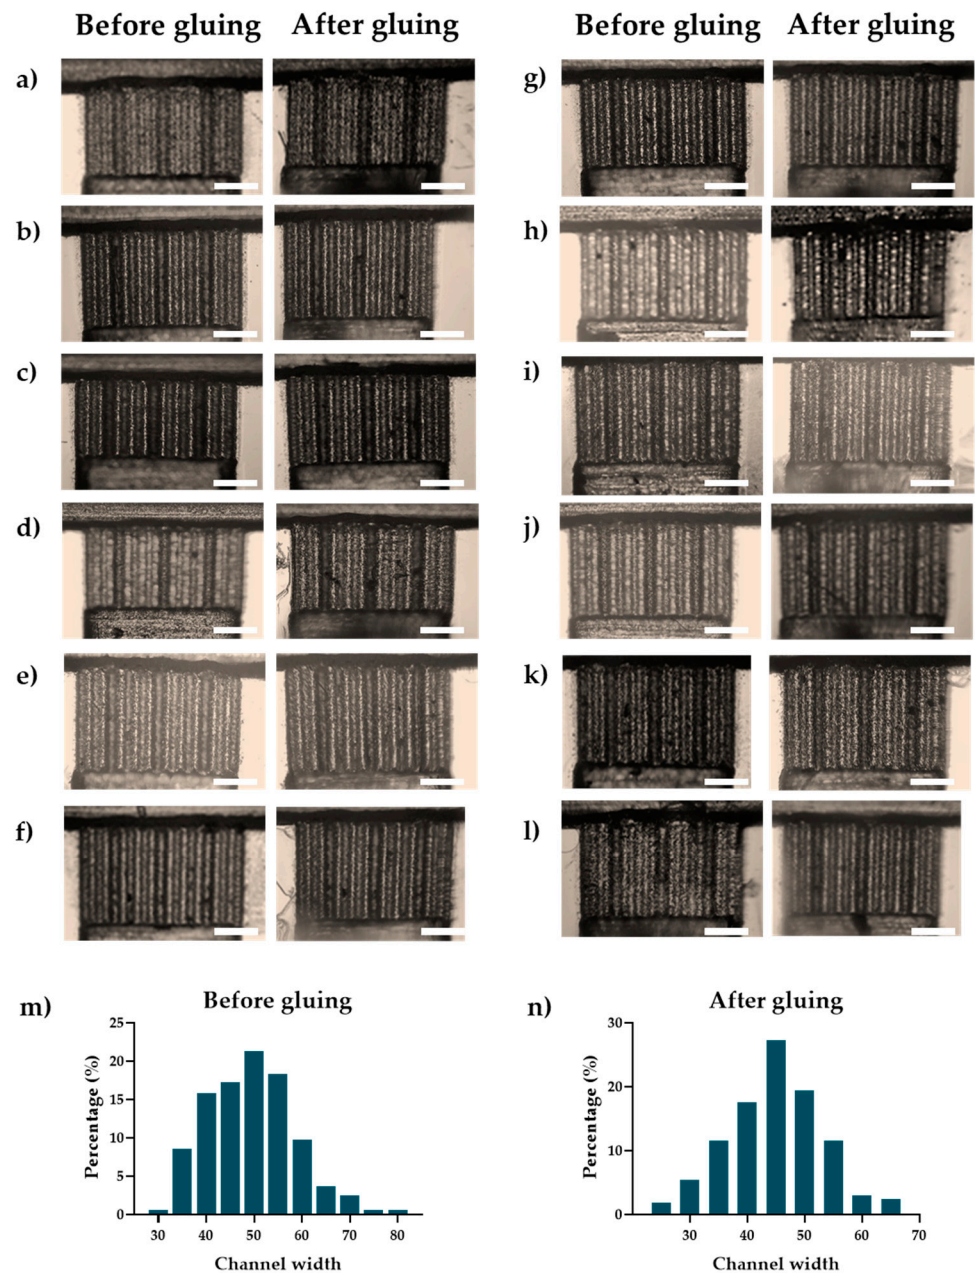 Before gluing After gluing Before gluing After gluing
a) g)
b) h)
c) i)
d) j)
e) k)
f) l)
m) Before gluing n) After gluing
25 30
20
20
15
10
10
5
0 0
30 40 50 60 70 80 30 40 50 60 70
Percentage (%) Percentage (%)
Channel width Channel width